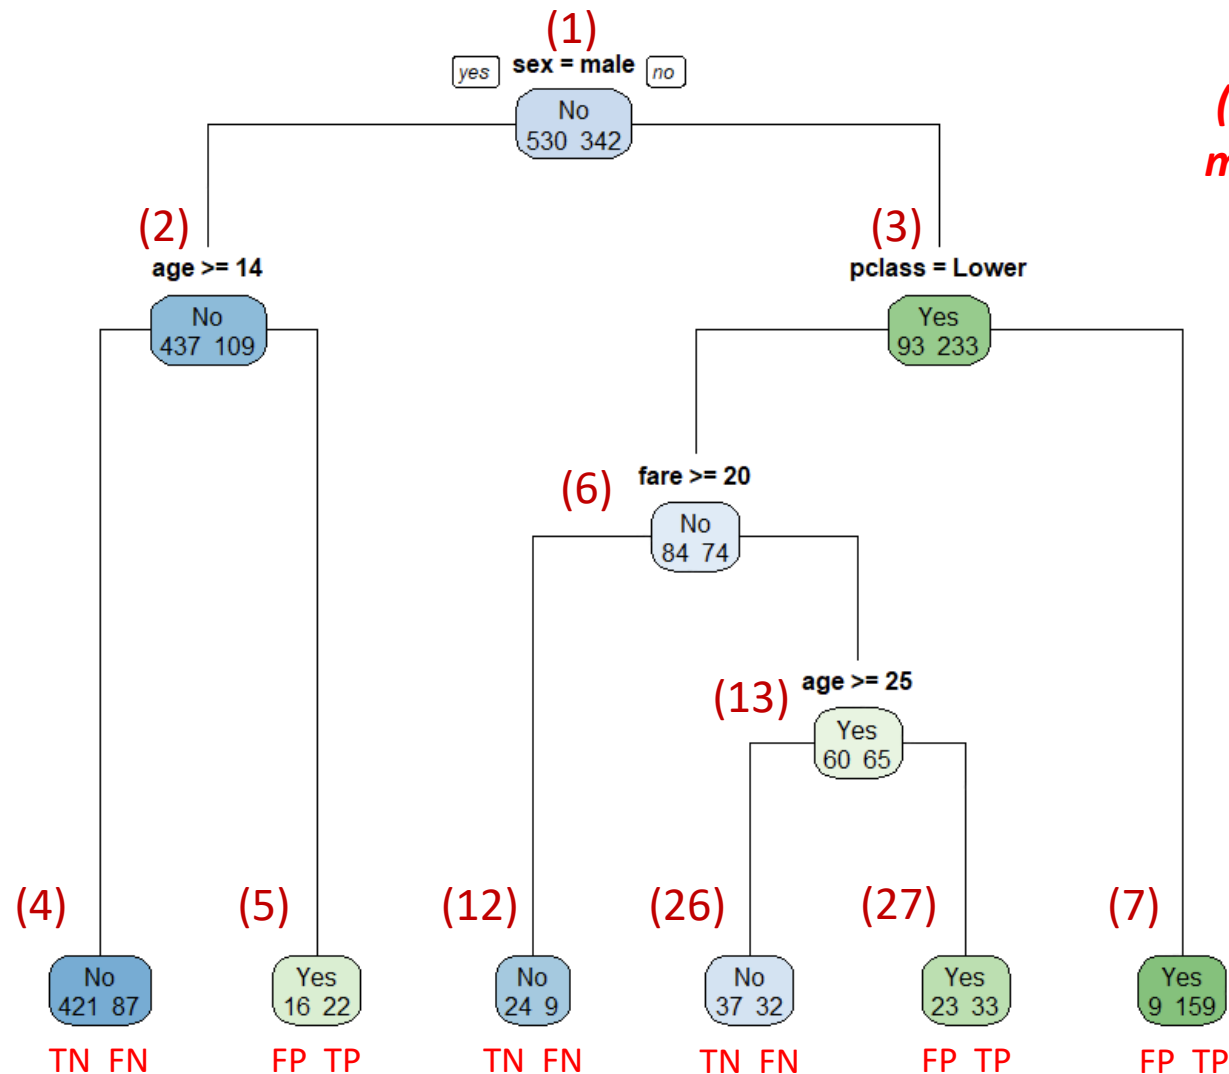 (1)
yes sex = male no
No
530 342
(
m
(2)
age >= 14
No
437 109
(3)
pclass = Lower
Yes
93 233
(6)
fare >= 20
No
84 74
(13)
age >= 25
Yes
60 65
(4)
No
421 87
TN FN
(5)
Yes
16 22
FP TP
(12)
No
24 9
TN FN
(26)
No
37 32
TN FN
(27)
Yes
23 33
FP TP
(7)
Yes
9 159
FP TP